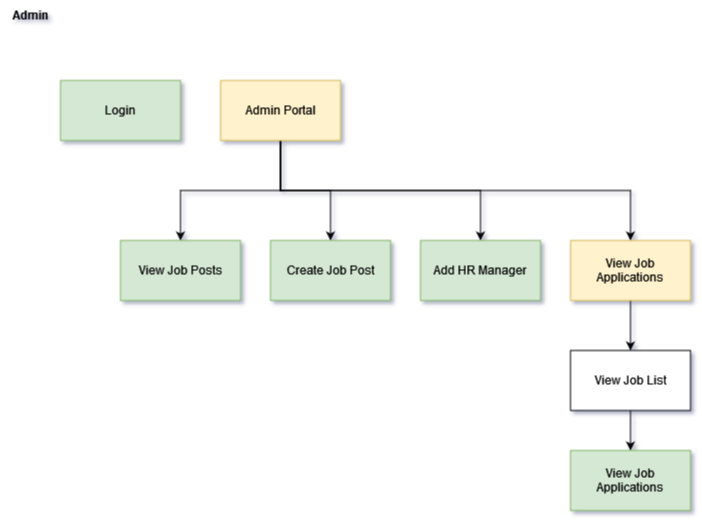 Admin
Login
Admin Portal
View Job Posts
Create Job Post
Add HR Manager
View Job
Applications
View Job List
View Job
Applications